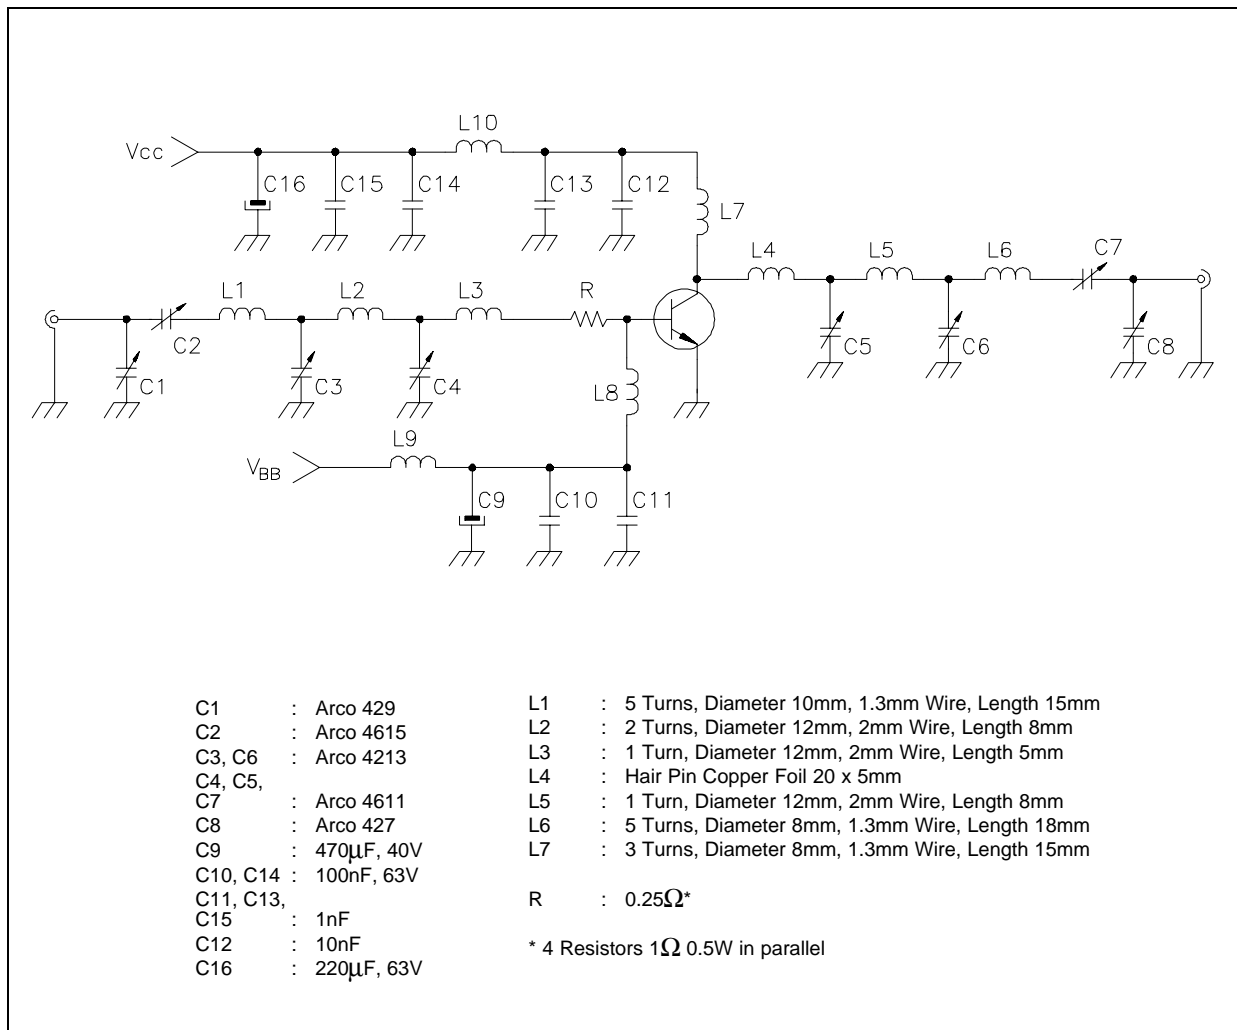 L10
Vcc
C16 C15 C14 C13 C12
L7
L4 L5 L6 C7
L1 L2 L3 R
C2
C1 C3 C4 C5 C6 C8
L8
L9
VBB
C9 C10 C11
C1 : Arco 429
C2 : Arco 4615
C3, C6 : Arco 4213
C4, C5,
C7 : Arco 4611
C8 : Arco 427
C9 : 470µF, 40V
C10, C14 : 100nF, 63V
C11, C13,
C15 : 1nF
C12 : 10nF
C16 : 220µF, 63V
L1 : 5 Turns, Diameter 10mm, 1.3mm Wire, Length 15mm
L2 : 2 Turns, Diameter 12mm, 2mm Wire, Length 8mm
L3 : 1 Turn, Diameter 12mm, 2mm Wire, Length 5mm
L4 : Hair Pin Copper Foil 20 x 5mm
L5 : 1 Turn, Diameter 12mm, 2mm Wire, Length 8mm
L6 : 5 Turns, Diameter 8mm, 1.3mm Wire, Length 18mm
L7 : 3 Turns, Diameter 8mm, 1.3mm Wire, Length 15mm
R : 0.25Ω*
* 4 Resistors 1Ω 0.5W in parallel